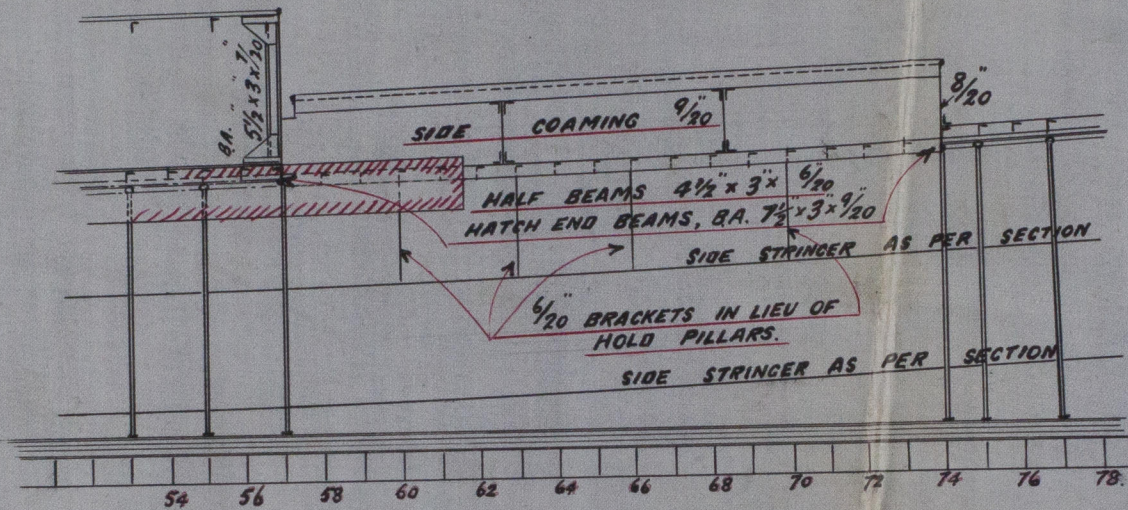 B.A. 5½" x 3" x 7/20"
8/20"
SIDE COAMING 9/20"
HALF BEAMS 4½" x 3" x 6/20"
HATCH END BEAMS, B.A. 7½" x 3" x 9/20"
SIDE STRINGER AS PER SECTION
6/20" BRACKETS IN LIEU OF
HOLD PILLARS.
SIDE STRINGER AS PER SECTION
54 56 58 60 62 64 66 68 70 72 74 76 78.